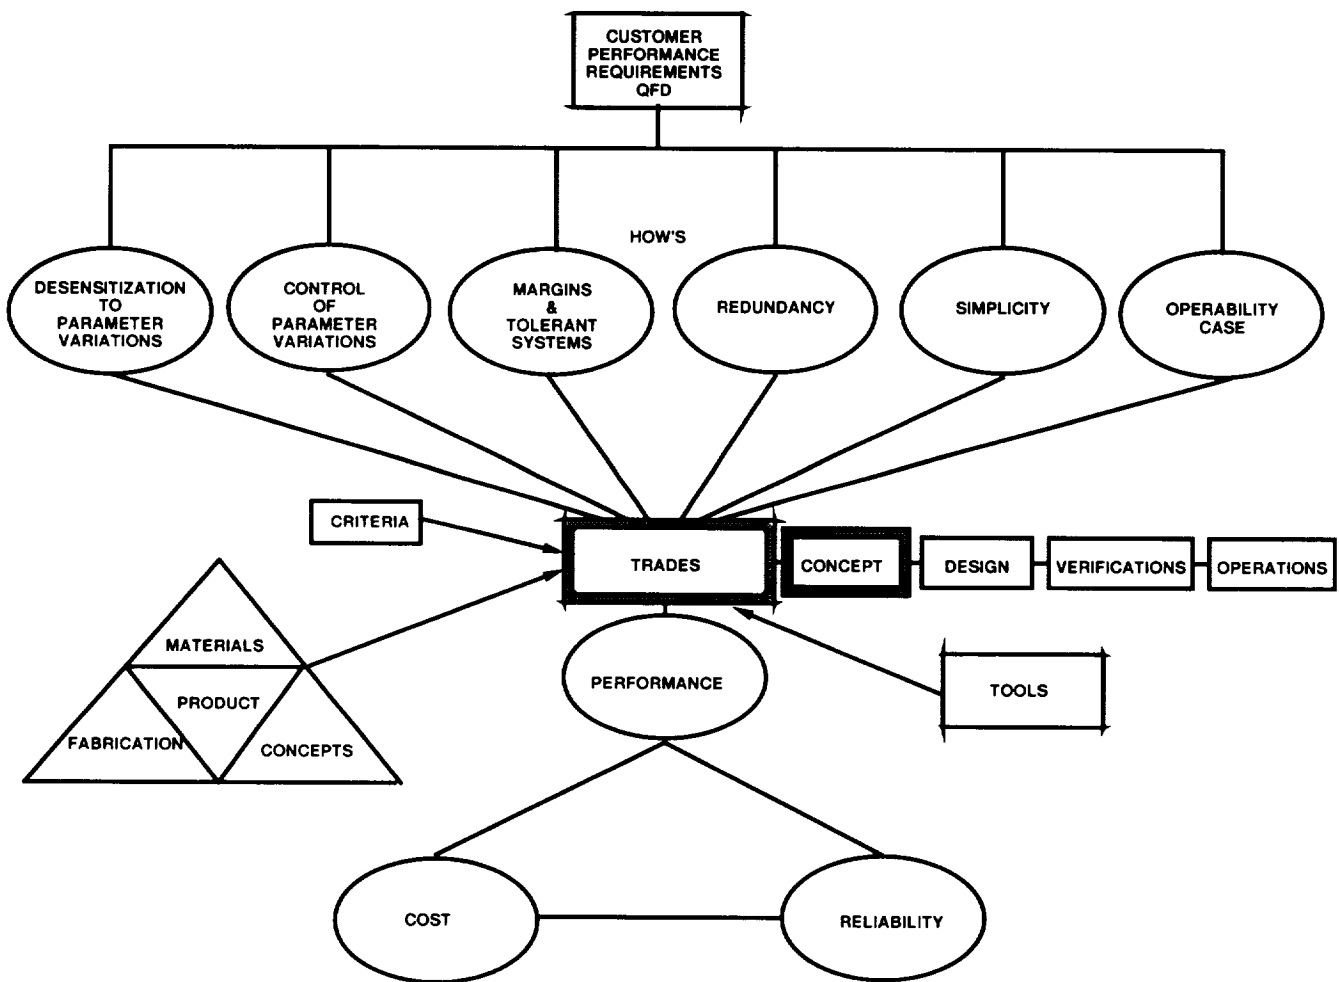 CUSTOMER
PERFORMANCE
REQUIREMENTS
QFD
HOW'S
DESENSITIZATION
TO
PARAMETER
VARIATIONS
CONTROL
OF
PARAMETER
VARIATIONS
MARGINS
&
TOLERANT
SYSTEMS
REDUNDANCY
SIMPLICITY
OPERABILITY
CASE
CRITERIA
TRADES
CONCEPT
DESIGN
VERIFICATIONS
OPERATIONS
MATERIALS
PRODUCT
FABRICATION
CONCEPTS
PERFORMANCE
TOOLS
COST
RELIABILITY